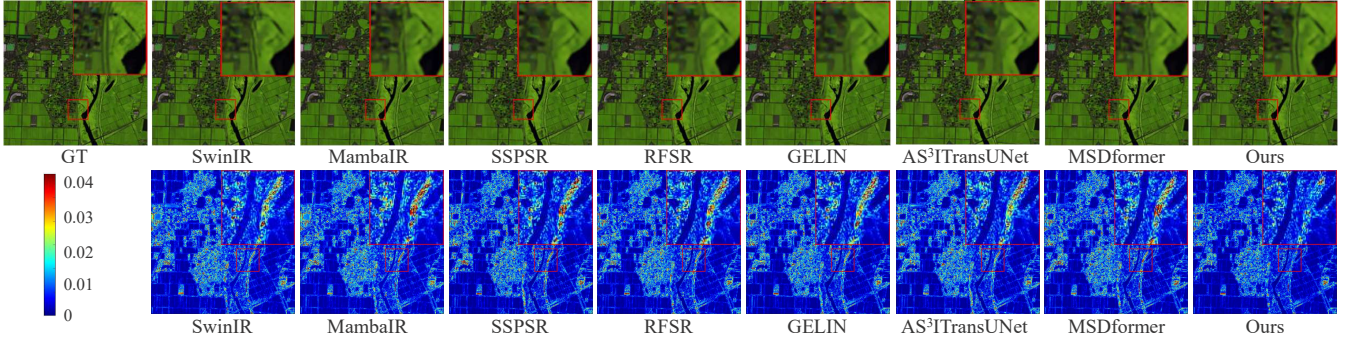 GT SwinIR MambaIR SSPSR RFSR GELIN AS³ITransUNet MSDformer Ours
0.04
0.03
0.02
0.01
0
SwinIR MambaIR SSPSR RFSR GELIN AS³ITransUNet MSDformer Ours